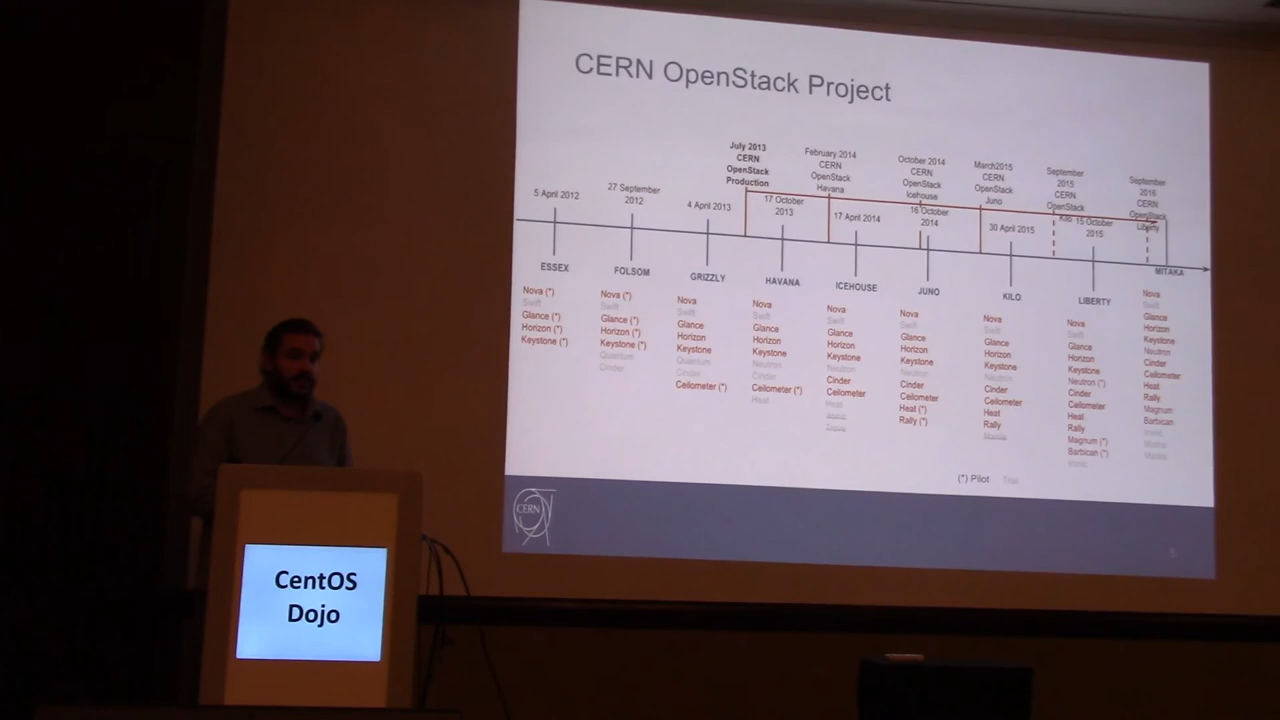 CERN OpenStack Project
July 2013
CERN
OpenStack
Production
February 2014
CERN
OpenStack
Havana
October 2014
CERN
OpenStack
Icehouse
March2015
CERN
OpenStack
Juno
September
2015
CERN
OpenStack
Kilo
September
2016
CERN
OpenStack
Liberty
5 April 2012
27 September
2012
4 April 2013
17 October
2013
17 April 2014
16 October
2014
30 April 2015
15 October
2015
ESSEX
Nova (*)
Swift
Glance (*)
Horizon (*)
Keystone (*)
FOLSOM
Nova (*)
Swift
Glance (*)
Horizon (*)
Keystone (*)
Quantum
Cinder
GRIZZLY
Nova
Swift
Glance
Horizon
Keystone
Quantum
Cinder
Ceilometer (*)
HAVANA
Nova
Swift
Glance
Horizon
Keystone
Neutron
Cinder
Ceilometer (*)
Heat
ICEHOUSE
Nova
Swift
Glance
Horizon
Keystone
Neutron
Cinder
Ceilometer
Heat
Ironic
Trove
JUNO
Nova
Swift
Glance
Horizon
Keystone
Neutron
Cinder
Ceilometer
Heat (*)
Rally (*)
KILO
Nova
Swift
Glance
Horizon
Keystone
Neutron
Cinder
Ceilometer
Heat
Rally
Manila
LIBERTY
Nova
Swift
Glance
Horizon
Keystone
Neutron (*)
Cinder
Ceilometer
Heat
Rally
Magnum (*)
Barbican (*)
Ironic
MITAKA
Nova
Swift
Glance
Horizon
Keystone
Neutron
Cinder
Ceilometer
Heat
Rally
Magnum
Barbican
Ironic
Mistral
Manila
(*) Pilot Trial
CERN
5
CentOS
Dojo